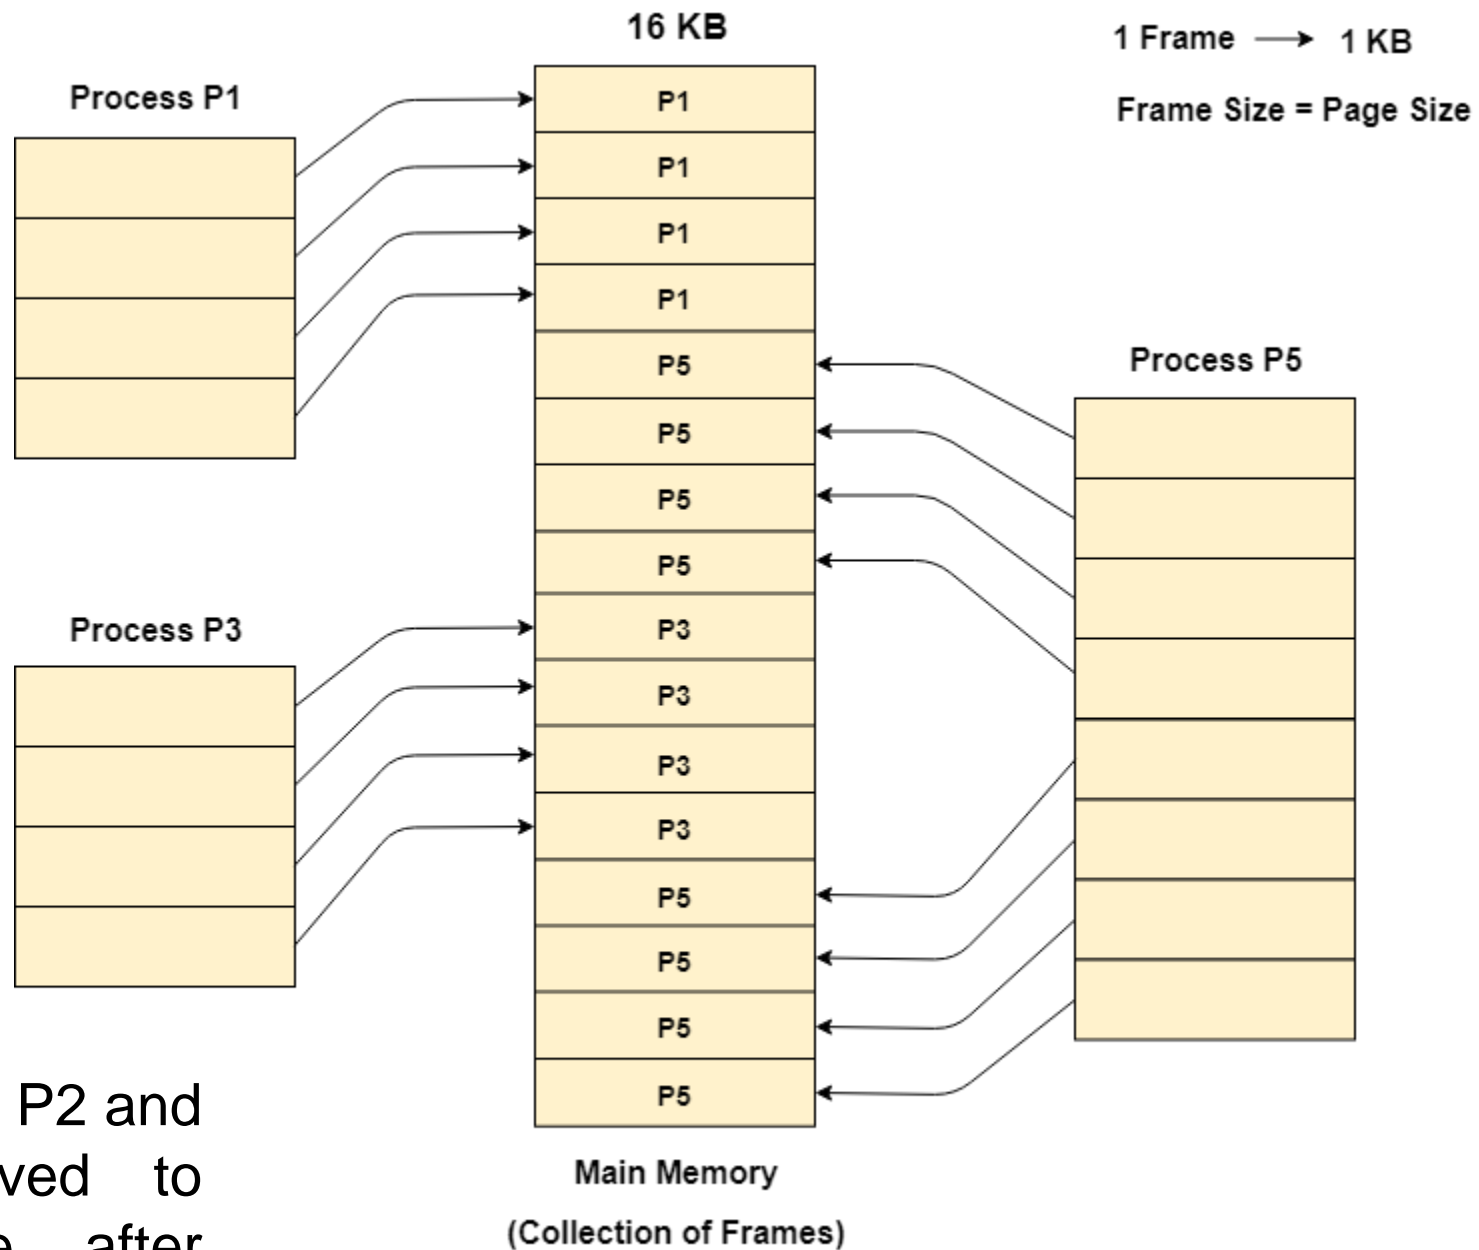 16 KB
1 Frame → 1 KB
Frame Size = Page Size
Process P1
P1
P1
P1
P1
Process P5
P5
P5
P5
P5
Process P3
P3
P3
P3
P3
P5
P5
P5
P5
P2 and
ved to
after
Main Memory
(Collection of Frames)